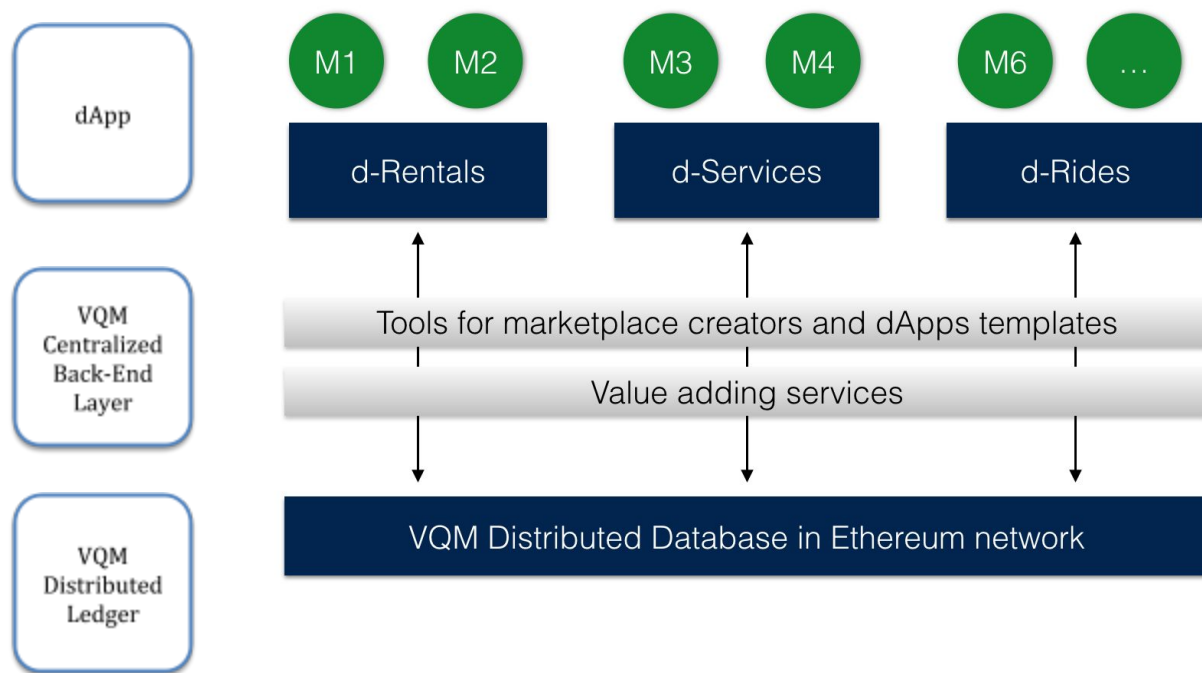 dApp
M1
M2
M3
M4
M6
...
d-Rentals
d-Services
d-Rides
VQM
Centralized
Back-End
Layer
Tools for marketplace creators and dApps templates
Value adding services
VQM
Distributed
Ledger
VQM Distributed Database in Ethereum network